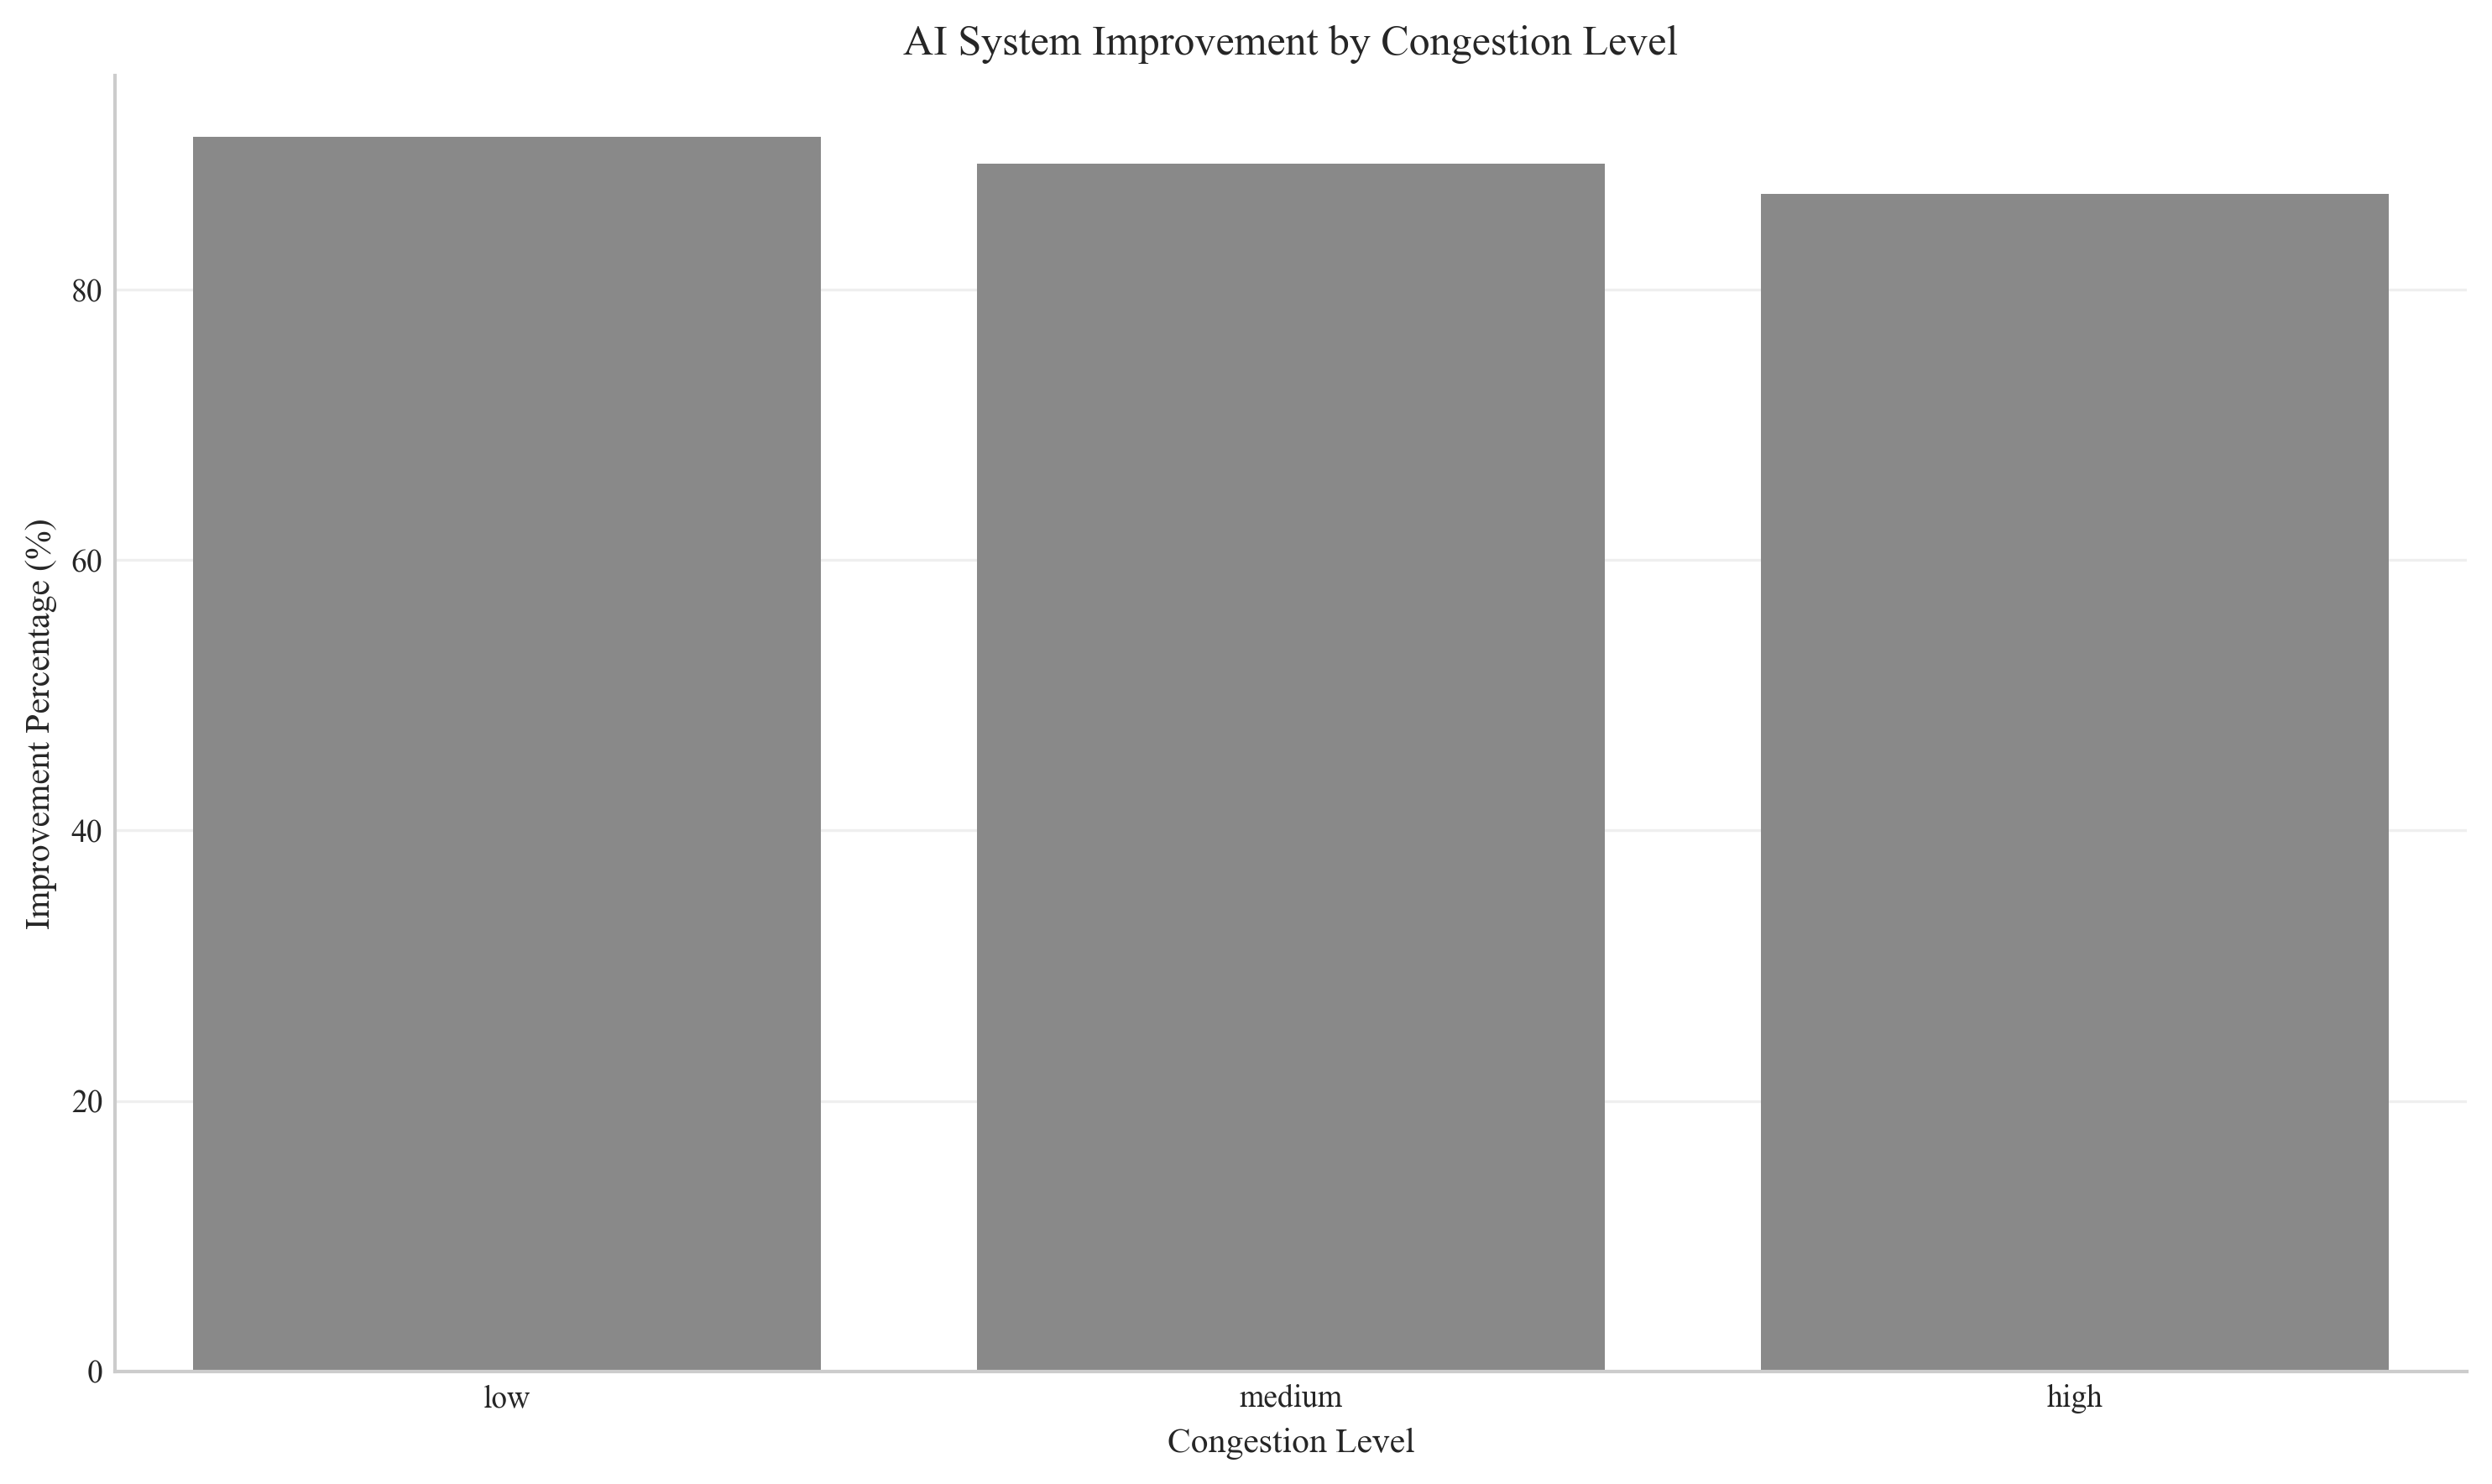 AI System Improvement by Congestion Level
Improvement Percentage (%)
80
60
40
20
0
low
medium
high
Congestion Level